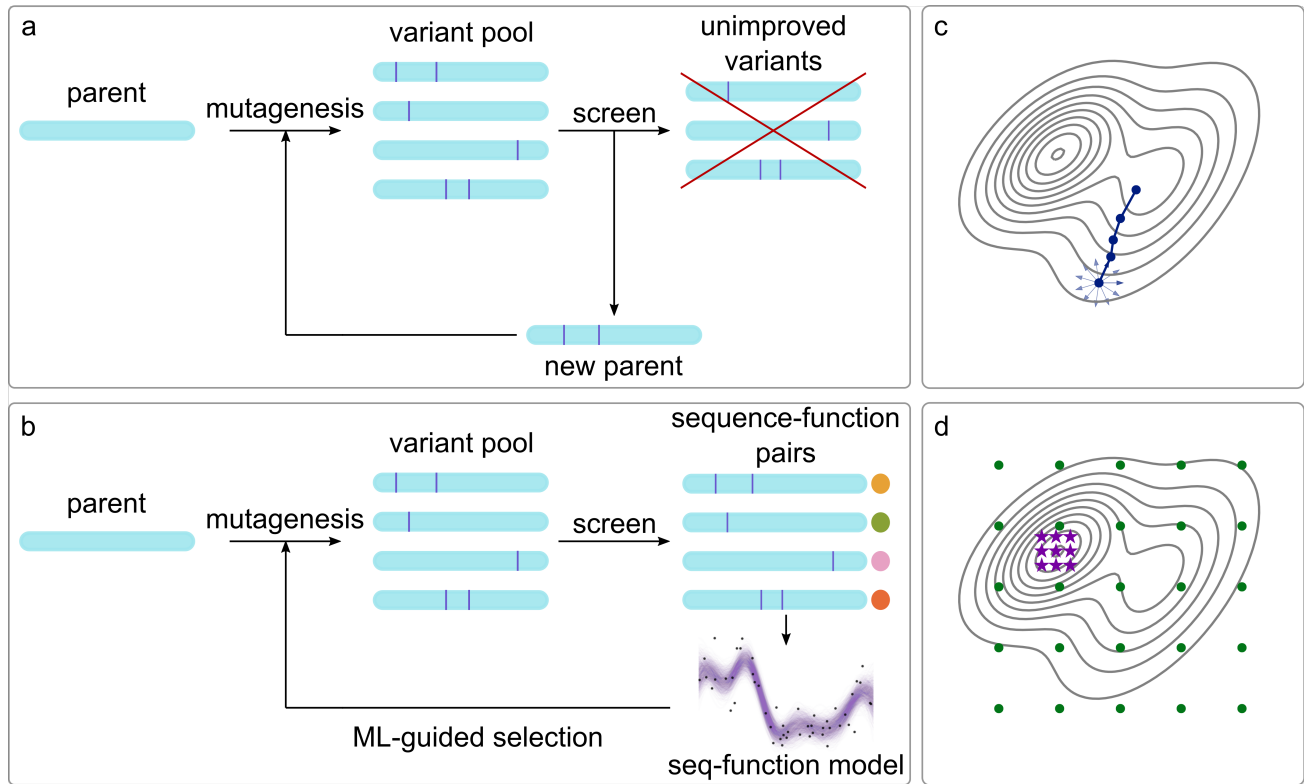 a
parent
mutagenesis
variant pool
screen
unimproved
variants
new parent
b
parent
mutagenesis
variant pool
screen
sequence-function
pairs
ML-guided selection
seq-function model
c
d